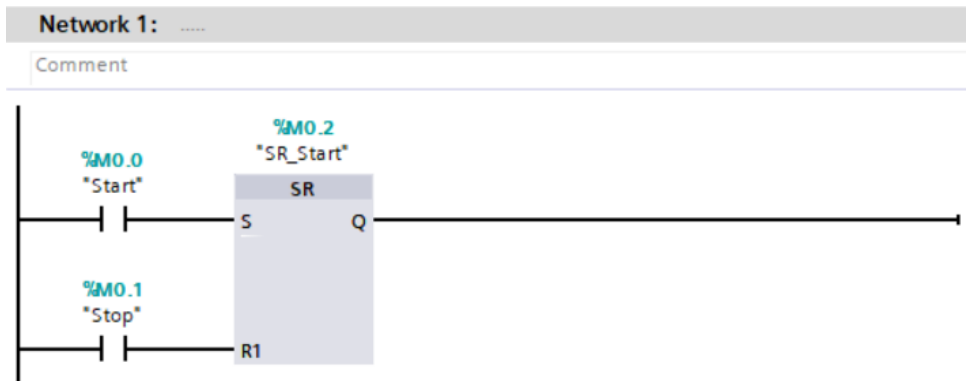 Network 1: .....
Comment
%M0.2
"SR_Start"
%M0.0
"Start"
SR
S Q
%M0.1
"Stop"
R1